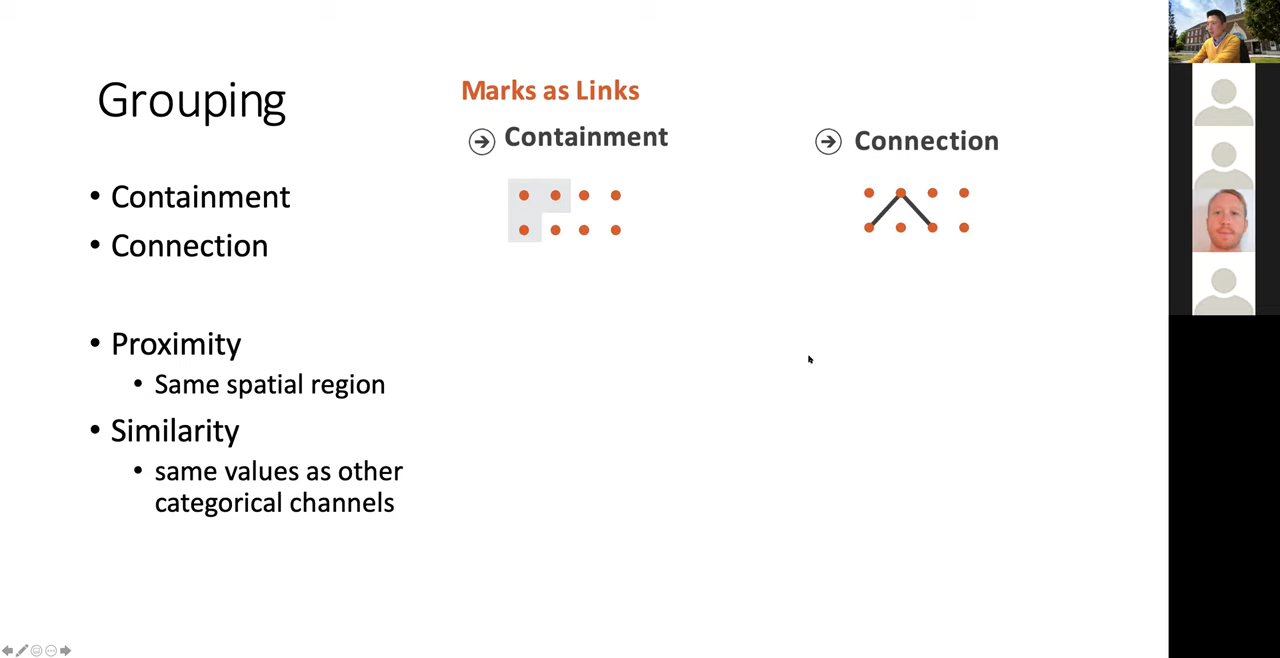 Grouping
• Containment
• Connection
• Proximity
• Same spatial region
• Similarity
• same values as other
categorical channels
Marks as Links
Containment
Connection